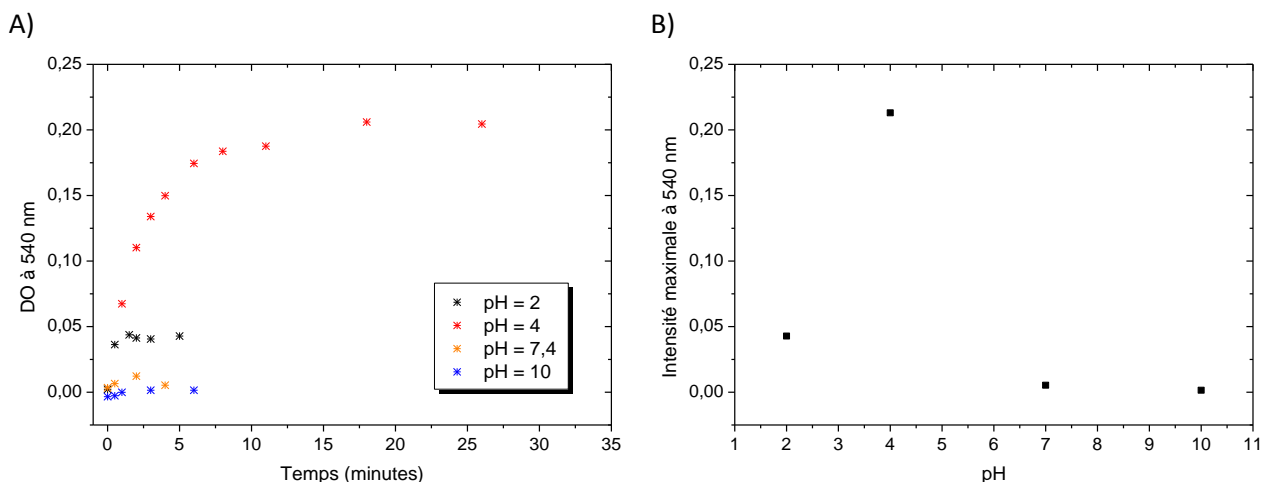 A)
0,25
0,20
0,15
0,10
0,05
0,00
DO à 540 nm
0 5 10 15 20 25 30 35
Temps (minutes)
pH = 2
pH = 4
pH = 7,4
pH = 10
B)
0,25
0,20
0,15
0,10
0,05
0,00
Intensité maximale à 540 nm
1 2 3 4 5 6 7 8 9 10 11
pH